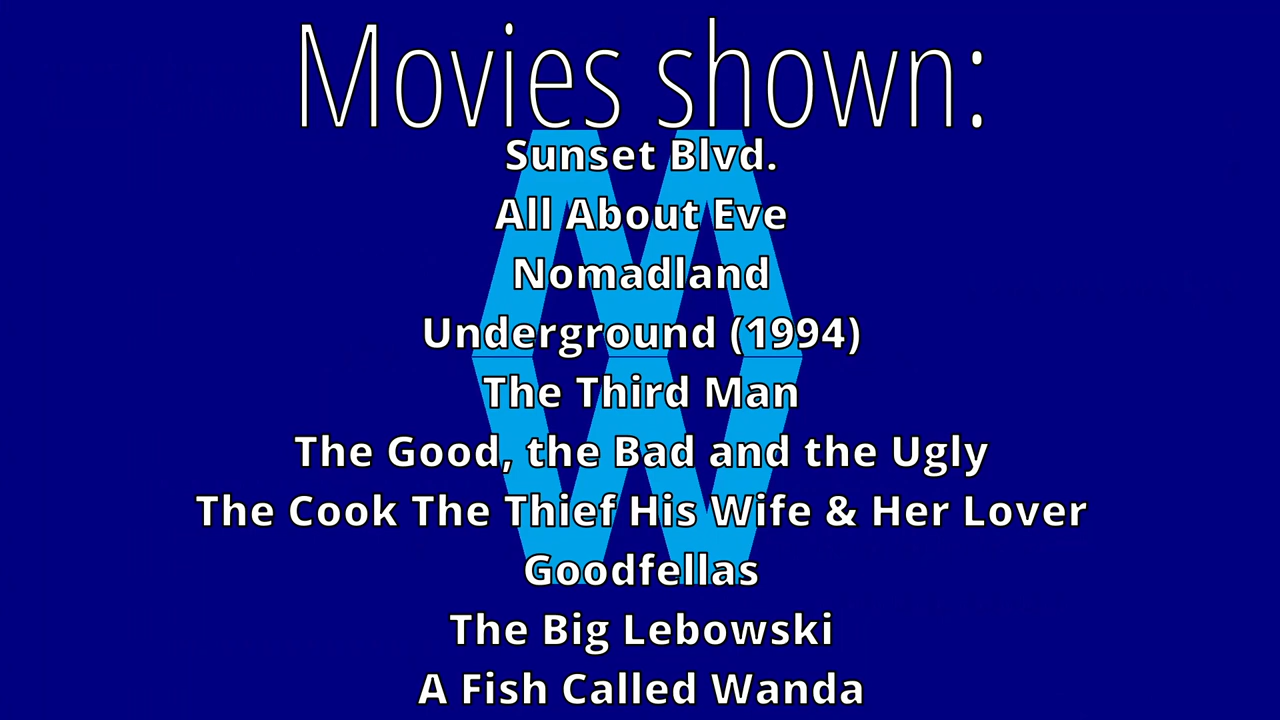 Movies shown:
Sunset Blvd.
All About Eve
Nomadland
Underground (1994)
The Third Man
The Good, the Bad and the Ugly
The Cook The Thief His Wife & Her Lover
Goodfellas
The Big Lebowski
A Fish Called Wanda